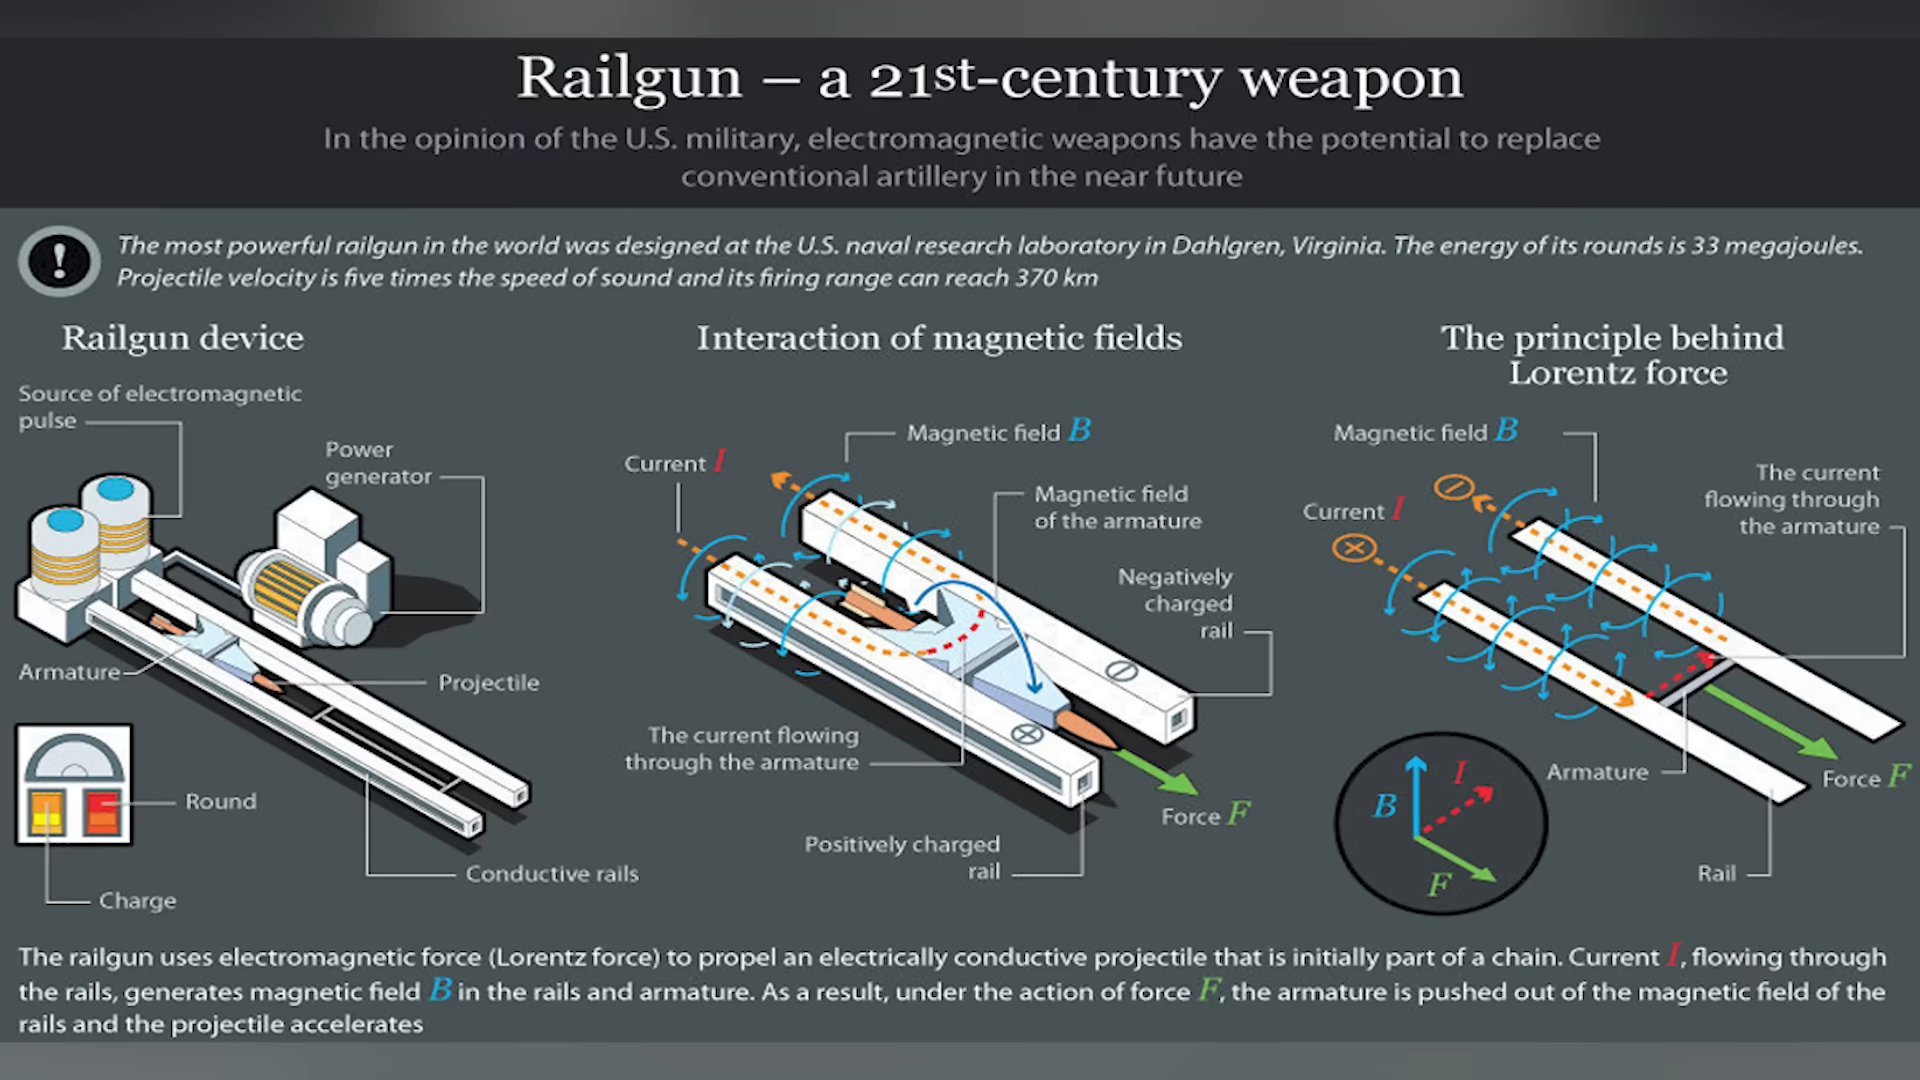 Railgun – a 21st-century weapon
In the opinion of the U.S. military, electromagnetic weapons have the potential to replace
conventional artillery in the near future
!
The most powerful railgun in the world was designed at the U.S. naval research laboratory in Dahlgren, Virginia. The energy of its rounds is 33 megajoules.
Projectile velocity is five times the speed of sound and its firing range can reach 370 km
Railgun device
Source of electromagnetic
pulse
Power
generator
Armature
Projectile
Round
Charge
Conductive rails
Interaction of magnetic fields
Magnetic field B
Current I
Magnetic field
of the armature
Negatively
charged
rail
The current flowing
through the armature
Force F
Positively charged
rail
The principle behind
Lorentz force
Magnetic field B
The current
flowing through
the armature
Current I
Armature
Force F
Rail
B
I
F
The railgun uses electromagnetic force (Lorentz force) to propel an electrically conductive projectile that is initially part of a chain. Current I, flowing through
the rails, generates magnetic field B in the rails and armature. As a result, under the action of force F, the armature is pushed out of the magnetic field of the
rails and the projectile accelerates